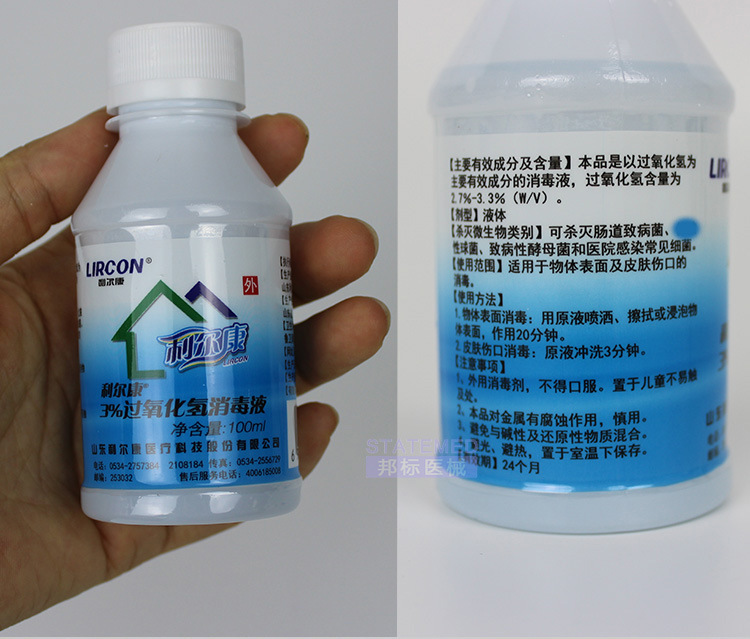 LIRCON®
利尔康
外
利尔康
LIRCON
利尔康®
3%过氧化氢消毒液
净含量:100ml
山东利尔康医疗科技股份有限公司
电话:0534-2757384 2108184 传真:0534-2556729
邮编:253032 售后服务电话:4006185008
【主要有效成分及含量】本品是以过氧化氢为
主要有效成分的消毒液，过氧化氢含量为
2.7%-3.3%（W/V）。
【剂型】液体
【杀灭微生物类别】可杀灭肠道致病菌、
性球菌、致病性酵母菌和医院感染常见细菌。
【使用范围】适用于物体表面及皮肤伤口的
消毒。
【使用方法】
1.物体表面消毒：用原液喷洒、擦拭或浸泡物
体表面，作用20分钟。
2.皮肤伤口消毒：原液冲洗3分钟。
【注意事项】
1、外用消毒剂，不得口服。置于儿童不易触
及处。
2、本品对金属有腐蚀作用，慎用。
3、避免与碱性及还原性物质混合。
光、避热，置于室温下保存。
效期】24个月
STATEMED
邦标医械